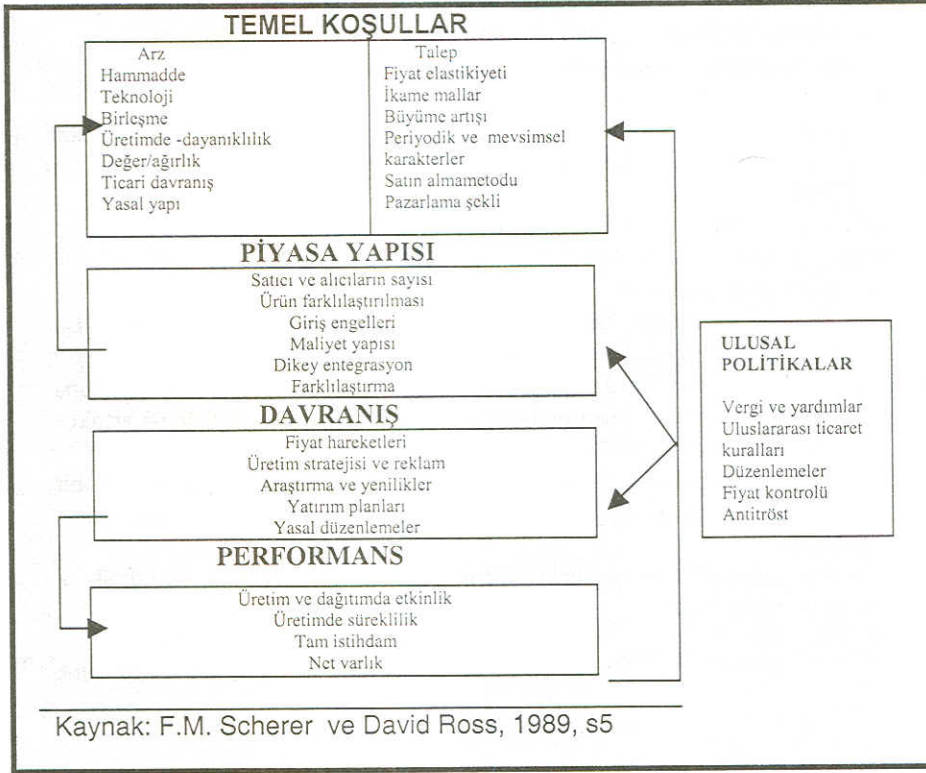 TEMEL KOŞULLAR
Arz
Hammadde
Teknoloji
Birleşme
Üretimde -dayanıklılık
Değer/ağırlık
Ticari davranış
Yasal yapı
Talep
Fiyat elastikiyeti
İkame mallar
Büyüme artışı
Periyodik ve mevsimsel
karakterler
Satın almametodu
Pazarlama şekli
PİYASA YAPISI
Satıcı ve alıcıların sayısı
Ürün farklılaştırılması
Giriş engelleri
Maliyet yapısı
Dikey entegrasyon
Farklılaştırma
DAVRANIŞ
Fiyat hareketleri
Üretim stratejisi ve reklam
Araştırma ve yenilikler
Yatırım planları
Yasal düzenlemeler
PERFORMANS
Üretim ve dağıtımda etkinlik
Üretimde süreklilik
Tam istihdam
Net varlık
ULUSAL
POLİTİKALAR
Vergi ve yardımlar
Uluslararası ticaret
kuralları
Düzenlemeler
Fiyat kontrolü
Antitröst
Kaynak: F.M. Scherer ve David Ross, 1989, s5